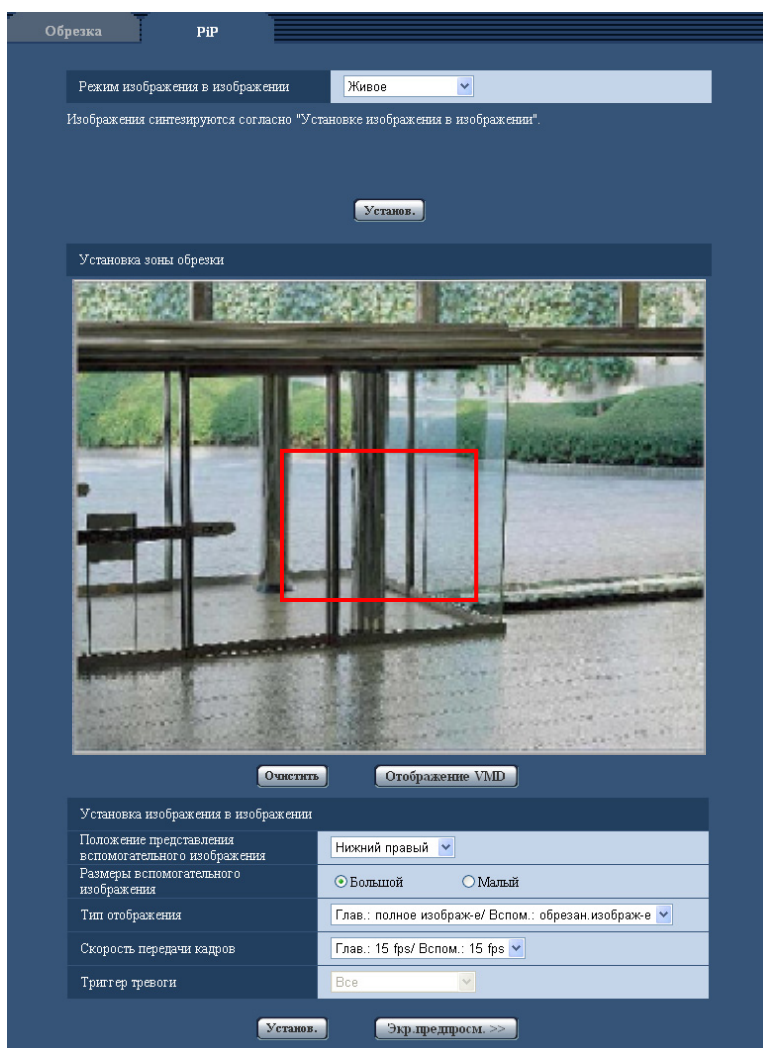 Обрезка PiP
Режим изображения в изображении Живое
Изображения синтезируются согласно "Установке изображения в изображении".
Установ.
Установка зоны обрезки
Очистить Отображение VMD
Установка изображения в изображении
Положение представления
вспомогательного изображения
Нижний правый
Размеры вспомогательного
изображения
Большой Малый
Тип отображения Глав.: полное изображ-е/ Вспом.: обрезан.изображ-е
Скорость передачи кадров Глав.: 15 fps/ Вспом.: 15 fps
Триггер тревоги Все
Установ. Экр.предпросм. >>